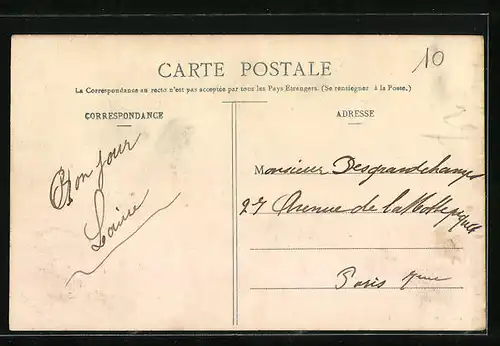 10
CARTE POSTALE
La Correspondance au recto n'est pas acceptée par tous les Pays Etrangers. (Se renseigner à la Poste.)
CORRESPONDANCE
ADRESSE
Bonjour
Monsieur Desgrandchamps
27 Avenue de la Motte picquet
Paris 7me